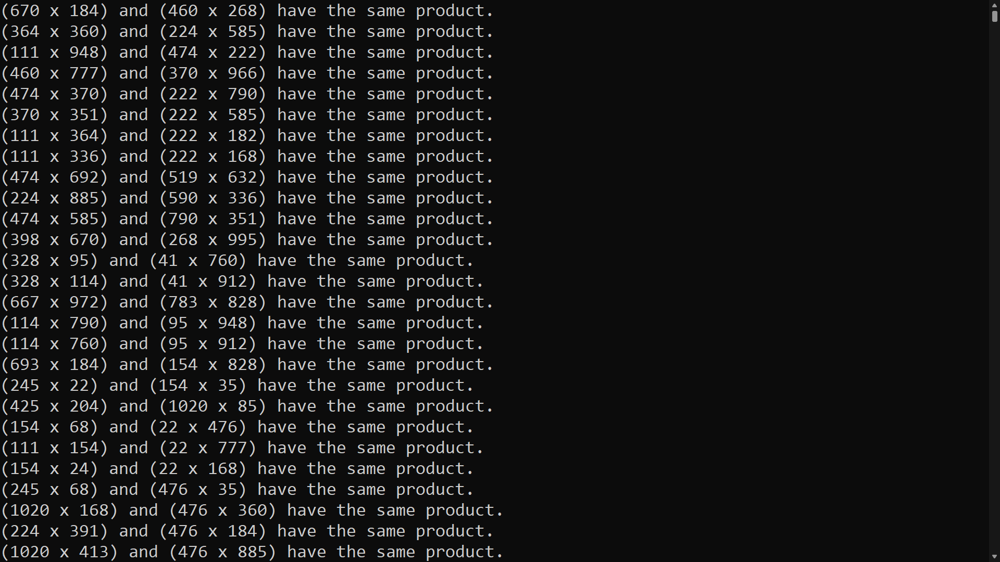 (670 x 184) and (460 x 268) have the same product.
(364 x 360) and (224 x 585) have the same product.
(111 x 948) and (474 x 222) have the same product.
(460 x 777) and (370 x 966) have the same product.
(474 x 370) and (222 x 790) have the same product.
(370 x 351) and (222 x 585) have the same product.
(111 x 364) and (222 x 182) have the same product.
(111 x 336) and (222 x 168) have the same product.
(474 x 692) and (519 x 632) have the same product.
(224 x 885) and (590 x 336) have the same product.
(474 x 585) and (790 x 351) have the same product.
(398 x 670) and (268 x 995) have the same product.
(328 x 95) and (41 x 760) have the same product.
(328 x 114) and (41 x 912) have the same product.
(667 x 972) and (783 x 828) have the same product.
(114 x 790) and (95 x 948) have the same product.
(114 x 760) and (95 x 912) have the same product.
(693 x 184) and (154 x 828) have the same product.
(245 x 22) and (154 x 35) have the same product.
(425 x 204) and (1020 x 85) have the same product.
(154 x 68) and (22 x 476) have the same product.
(111 x 154) and (22 x 777) have the same product.
(154 x 24) and (22 x 168) have the same product.
(245 x 68) and (476 x 35) have the same product.
(1020 x 168) and (476 x 360) have the same product.
(224 x 391) and (476 x 184) have the same product.
(1020 x 413) and (476 x 885) have the same product.